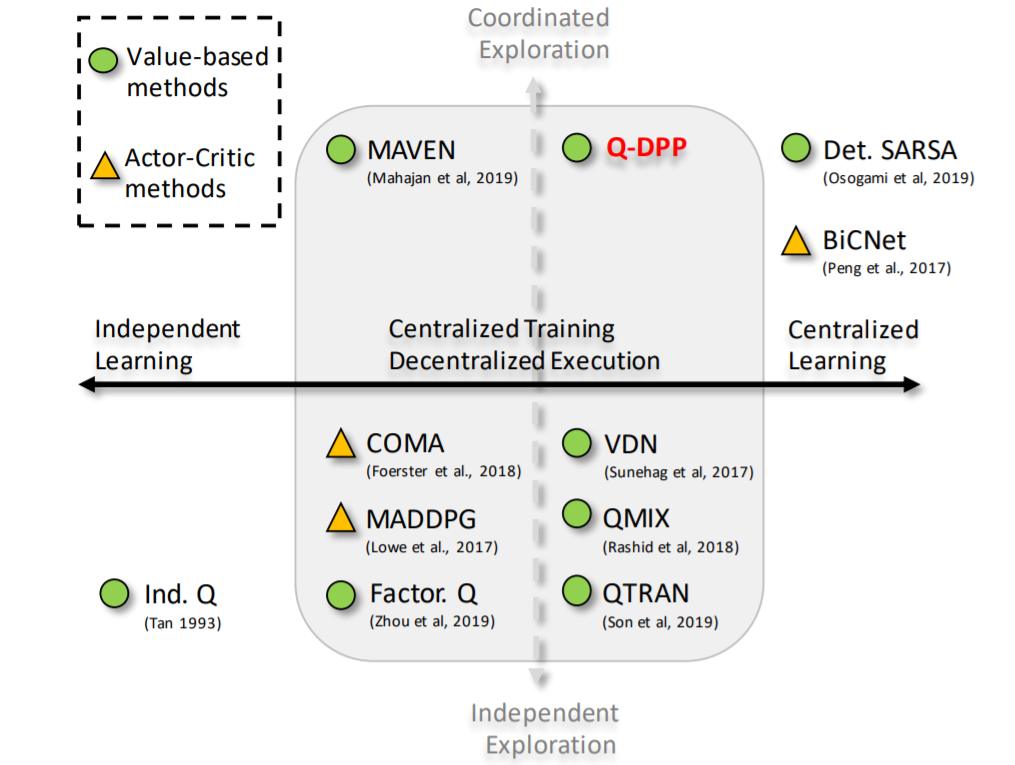 Coordinated
Exploration
Value-based
methods
Actor-Critic
methods
MAVEN
(Mahajan et al, 2019)
Q-DPP
Det. SARSA
(Osogami et al, 2019)
BiCNet
(Peng et al., 2017)
Independent
Learning
Centralized Training
Decentralized Execution
Centralized
Learning
COMA
(Foerster et al., 2018)
VDN
(Sunehag et al, 2017)
MADDPG
(Lowe et al., 2017)
QMIX
(Rashid et al, 2018)
Ind. Q
(Tan 1993)
Factor. Q
(Zhou et al, 2019)
QTRAN
(Son et al, 2019)
Independent
Exploration